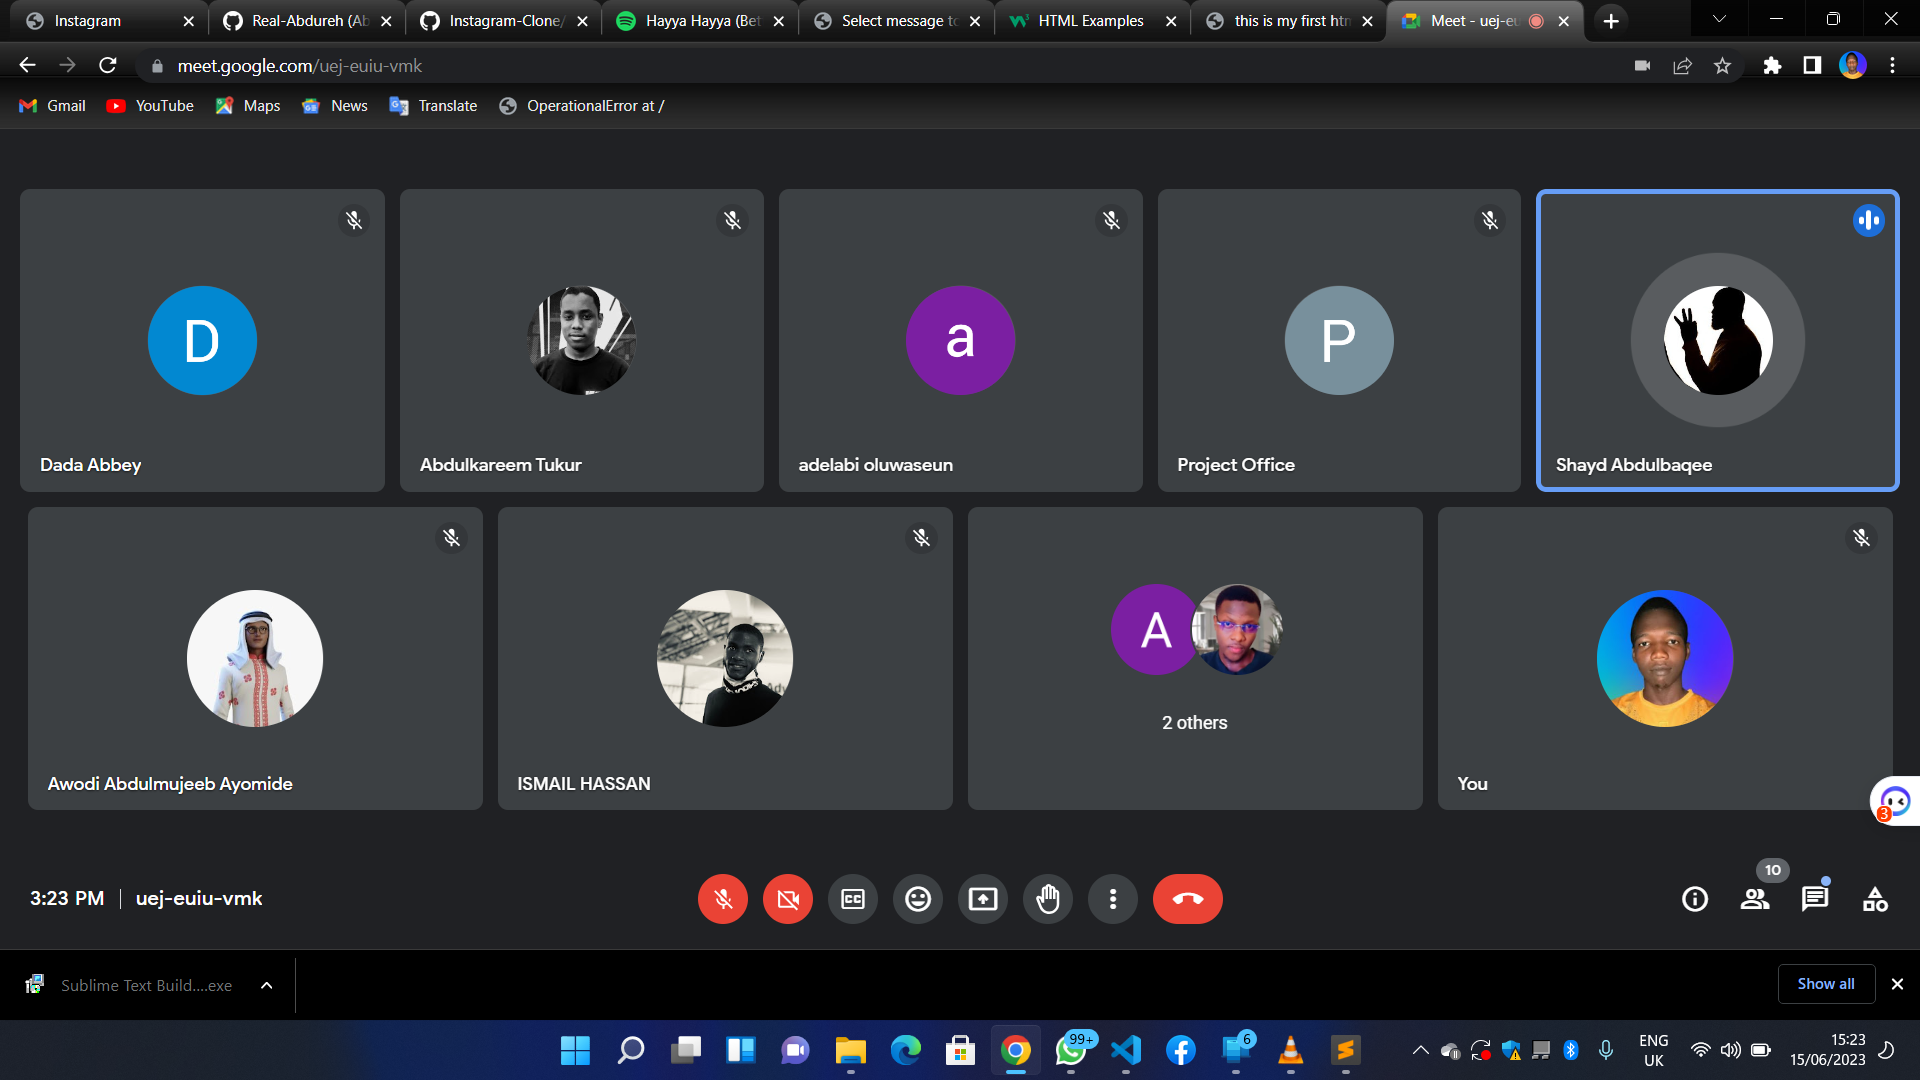 Instagram
Real-Abdureh (Ab
Instagram-Clone/
Hayya Hayya (Bet
Select message to
HTML Examples
this is my first htm
Meet - uej-eu
meet.google.com/uej-euiu-vmk
Gmail
YouTube
Maps
News
Translate
OperationalError at /
D
a
P
Dada Abbey
Abdulkareem Tukur
adelabi oluwaseun
Project Office
Shayd Abdulbaqee
A
2 others
Awodi Abdulmujeeb Ayomide
ISMAIL HASSAN
You
3
10
3:23 PM
uej-euiu-vmk
CC
Sublime Text Build....exe
Show all
99+
6
ENG
UK
15:23
15/06/2023